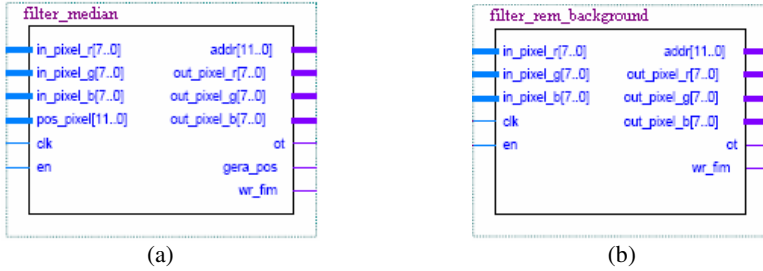 filter_median
in_pixel_r[7..0] addr[11..0]
in_pixel_g[7..0] out_pixel_r[7..0]
in_pixel_b[7..0] out_pixel_g[7..0]
pos_pixel[11..0] out_pixel_b[7..0]
clk ot
en gera_pos
wr_fim
(a)
filter_rem_background
in_pixel_r[7..0] addr[11..0]
in_pixel_g[7..0] out_pixel_r[7..0]
in_pixel_b[7..0] out_pixel_g[7..0]
clk out_pixel_b[7..0]
en ot
wr_fim
(b)